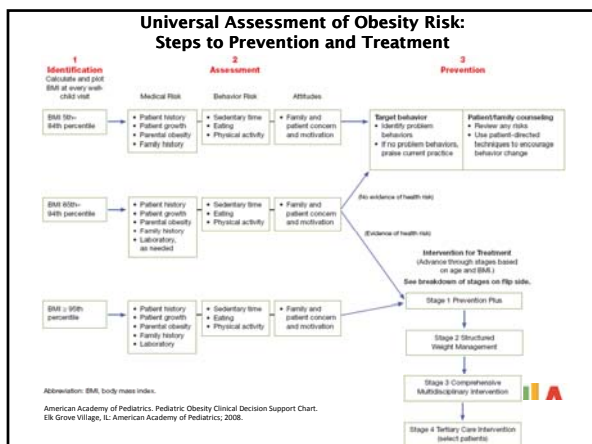 Universal Assessment of Obesity Risk:
Steps to Prevention and Treatment
1
Identification
Calculate and plot
BMI at every well-
child visit
2
Assessment
3
Prevention
Medical Risk
Behavior Risk
Attitudes
BMI 5th–
84th percentile
• Patient history
• Patient growth
• Parental obesity
• Family history
• Sedentary time
• Eating
• Physical activity
• Family and
patient concern
and motivation
Target behavior
• Identify problem
behaviors
• If no problem behaviors,
praise current practice
Patient/family counseling
• Review any risks
• Use patient-directed
techniques to encourage
behavior change
(No evidence of health risk)
BMI 85th–
94th percentile
• Patient history
• Patient growth
• Parental obesity
• Family history
• Laboratory,
as needed
• Sedentary time
• Eating
• Physical activity
• Family and
patient concern
and motivation
(Evidence of health risk)
Intervention for Treatment
(Advance through stages based
on age and BMI.)
See breakdown of stages on flip side.
BMI ≥ 95th
percentile
• Patient history
• Patient growth
• Parental obesity
• Family history
• Laboratory
• Sedentary time
• Eating
• Physical activity
• Family and
patient concern
and motivation
Stage 1 Prevention Plus
Stage 2 Structured
Weight Management
Stage 3 Comprehensive
Multidisciplinary Intervention
Stage 4 Tertiary Care Intervention
(select patients)
Abbreviation: BMI, body mass index.
American Academy of Pediatrics. Pediatric Obesity Clinical Decision Support Chart.
Elk Grove Village, IL: American Academy of Pediatrics; 2008.